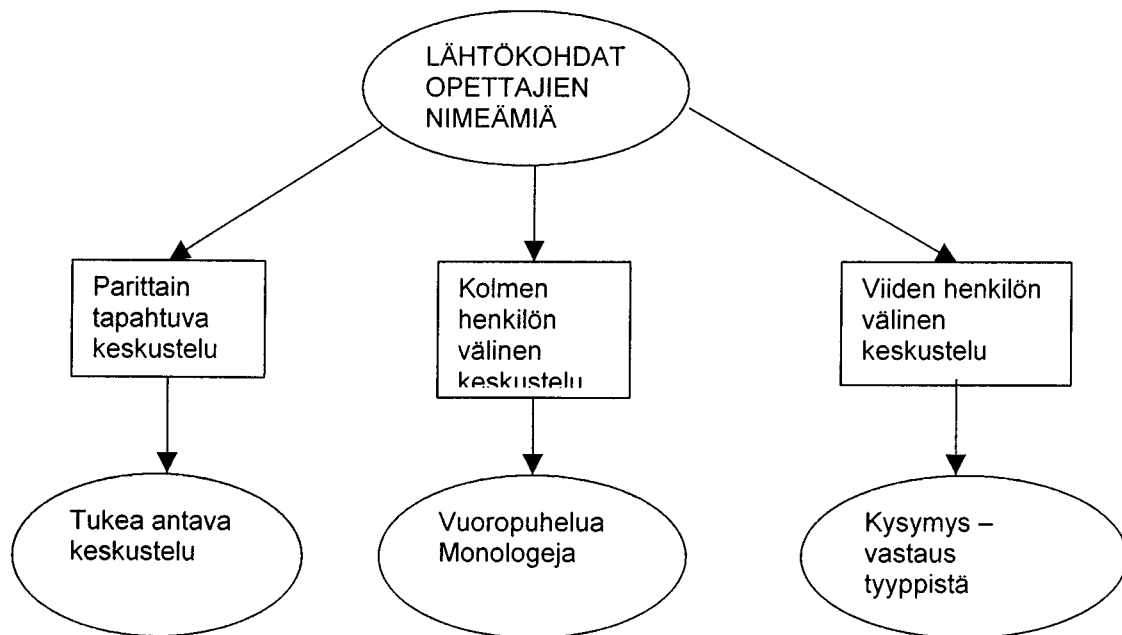 LÄHTÖKOHDAT
OPETTAJIEN
NIMEÄMIÄ
Parittain
tapahtuva
keskustelu
Kolmen
henkilön
välinen
keskustelu
Viiden henkilön
välinen
keskustelu
Tukea antava
keskustelu
Vuoropuhelua
Monologeja
Kysymys –
vastaus
tyyppistä